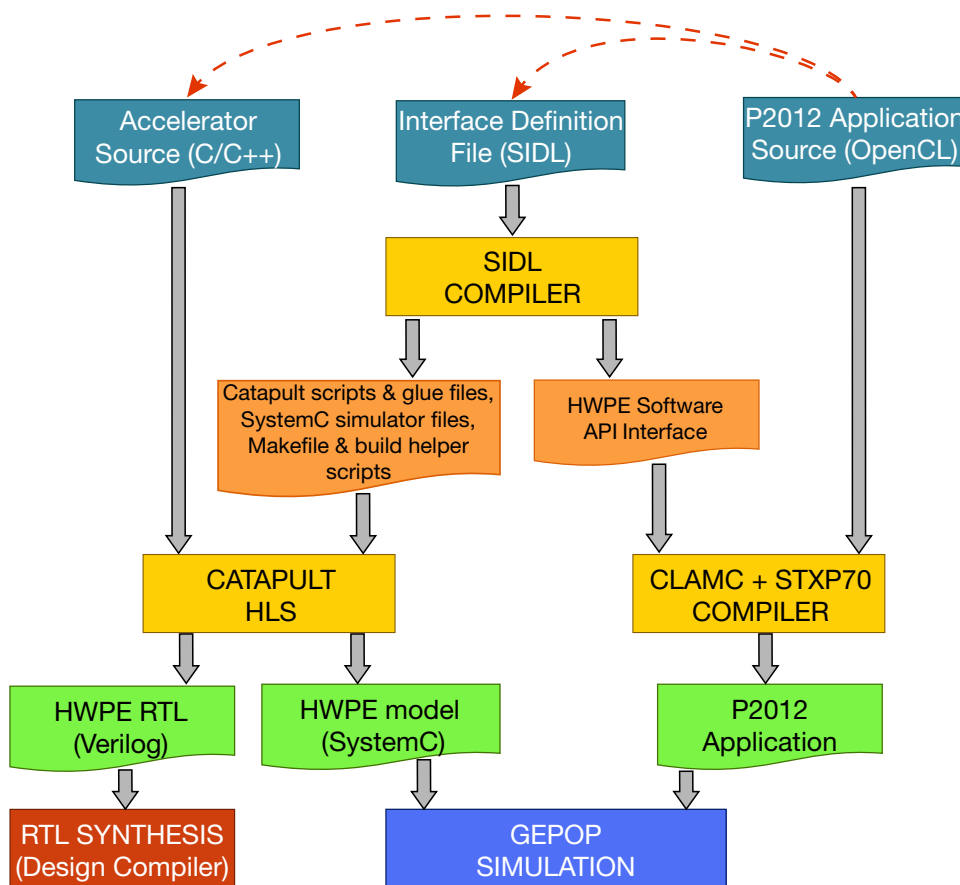 Accelerator
Source (C/C++)
Interface Definition
File (SIDL)
P2012 Application
Source (OpenCL)
SIDL
COMPILER
Catapult scripts & glue files,
SystemC simulator files,
Makefile & build helper
scripts
HWPE Software
API Interface
CATAPULT
HLS
CLAMC + STXP70
COMPILER
HWPE RTL
(Verilog)
HWPE model
(SystemC)
P2012
Application
RTL SYNTHESIS
(Design Compiler)
GEPOP
SIMULATION